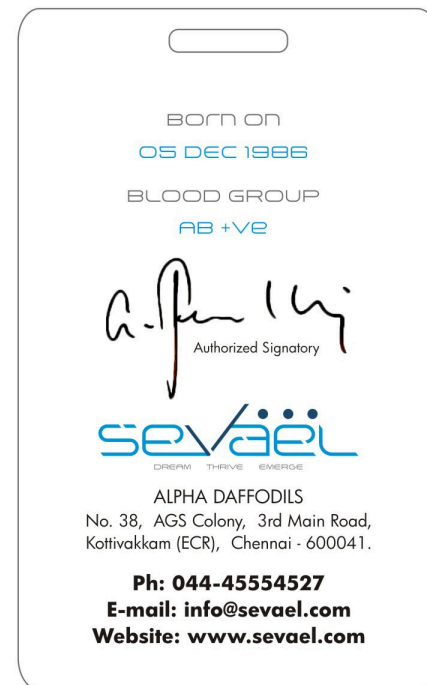 Born on
05 DEC 1986
BLOOD GROUP
AB +ve
Authorized Signatory
sevaël
DREAM THRIVE EMERGE
ALPHA DAFFODILS
No. 38, AGS Colony, 3rd Main Road,
Kottivakkam (ECR), Chennai - 600041.
Ph: 044-45554527
E-mail: info@sevael.com
Website: www.sevael.com